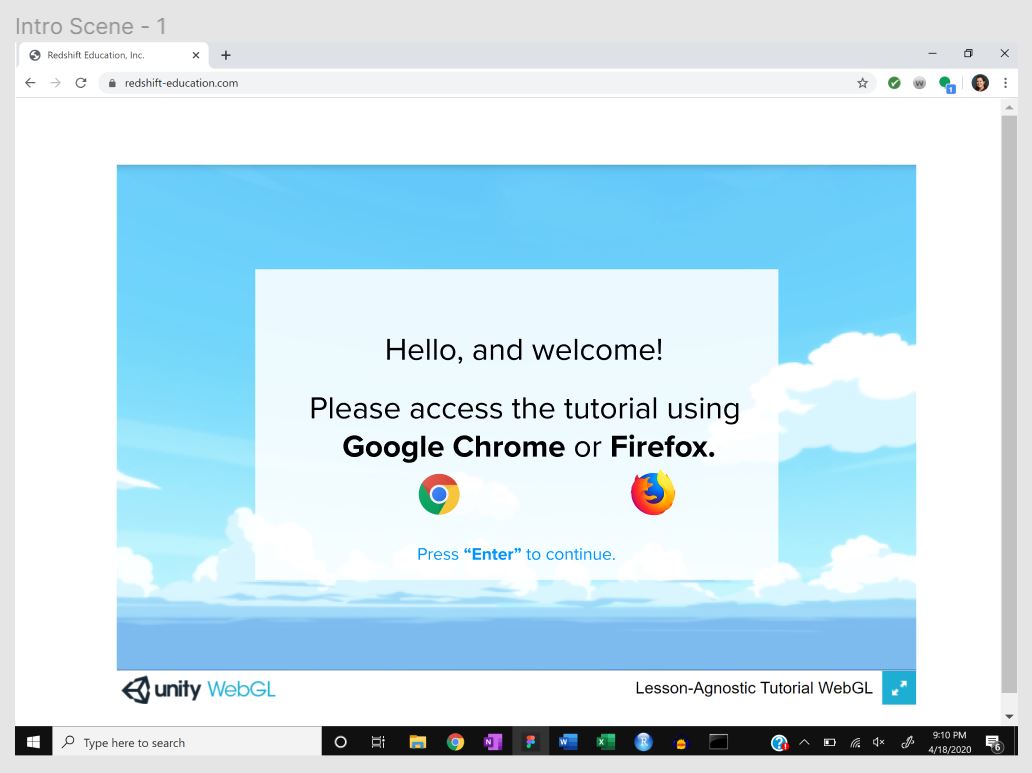 Intro Scene - 1
Redshift Education, Inc.
redshift-education.com
W
1
Hello, and welcome!
Please access the tutorial using
Google Chrome or Firefox.
Press “Enter” to continue.
unity WebGL
Lesson-Agnostic Tutorial WebGL
Type here to search
9:10 PM
4/18/2020
6